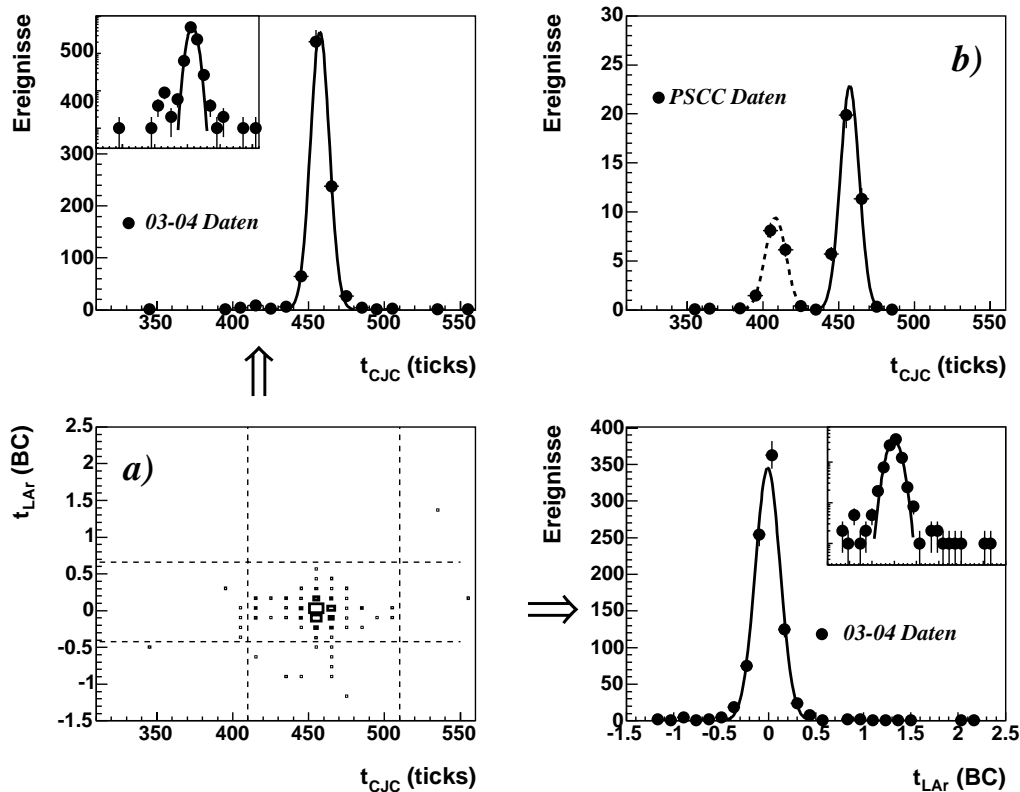 Ereignisse
500
400
300
200
100
0
03-04 Daten
350 400 450 500 550
t_CJC (ticks)
Ereignisse
30
25
20
15
10
5
0
b)
PSCC Daten
350 400 450 500 550
t_CJC (ticks)
t_LAr (BC)
2.5
2
1.5
1
0.5
0
-0.5
-1
-1.5
a)
350 400 450 500 550
t_CJC (ticks)
Ereignisse
400
350
300
250
200
150
100
50
0
03-04 Daten
-1.5 -1 -0.5 0 0.5 1 1.5 2 2.5
t_LAr (BC)